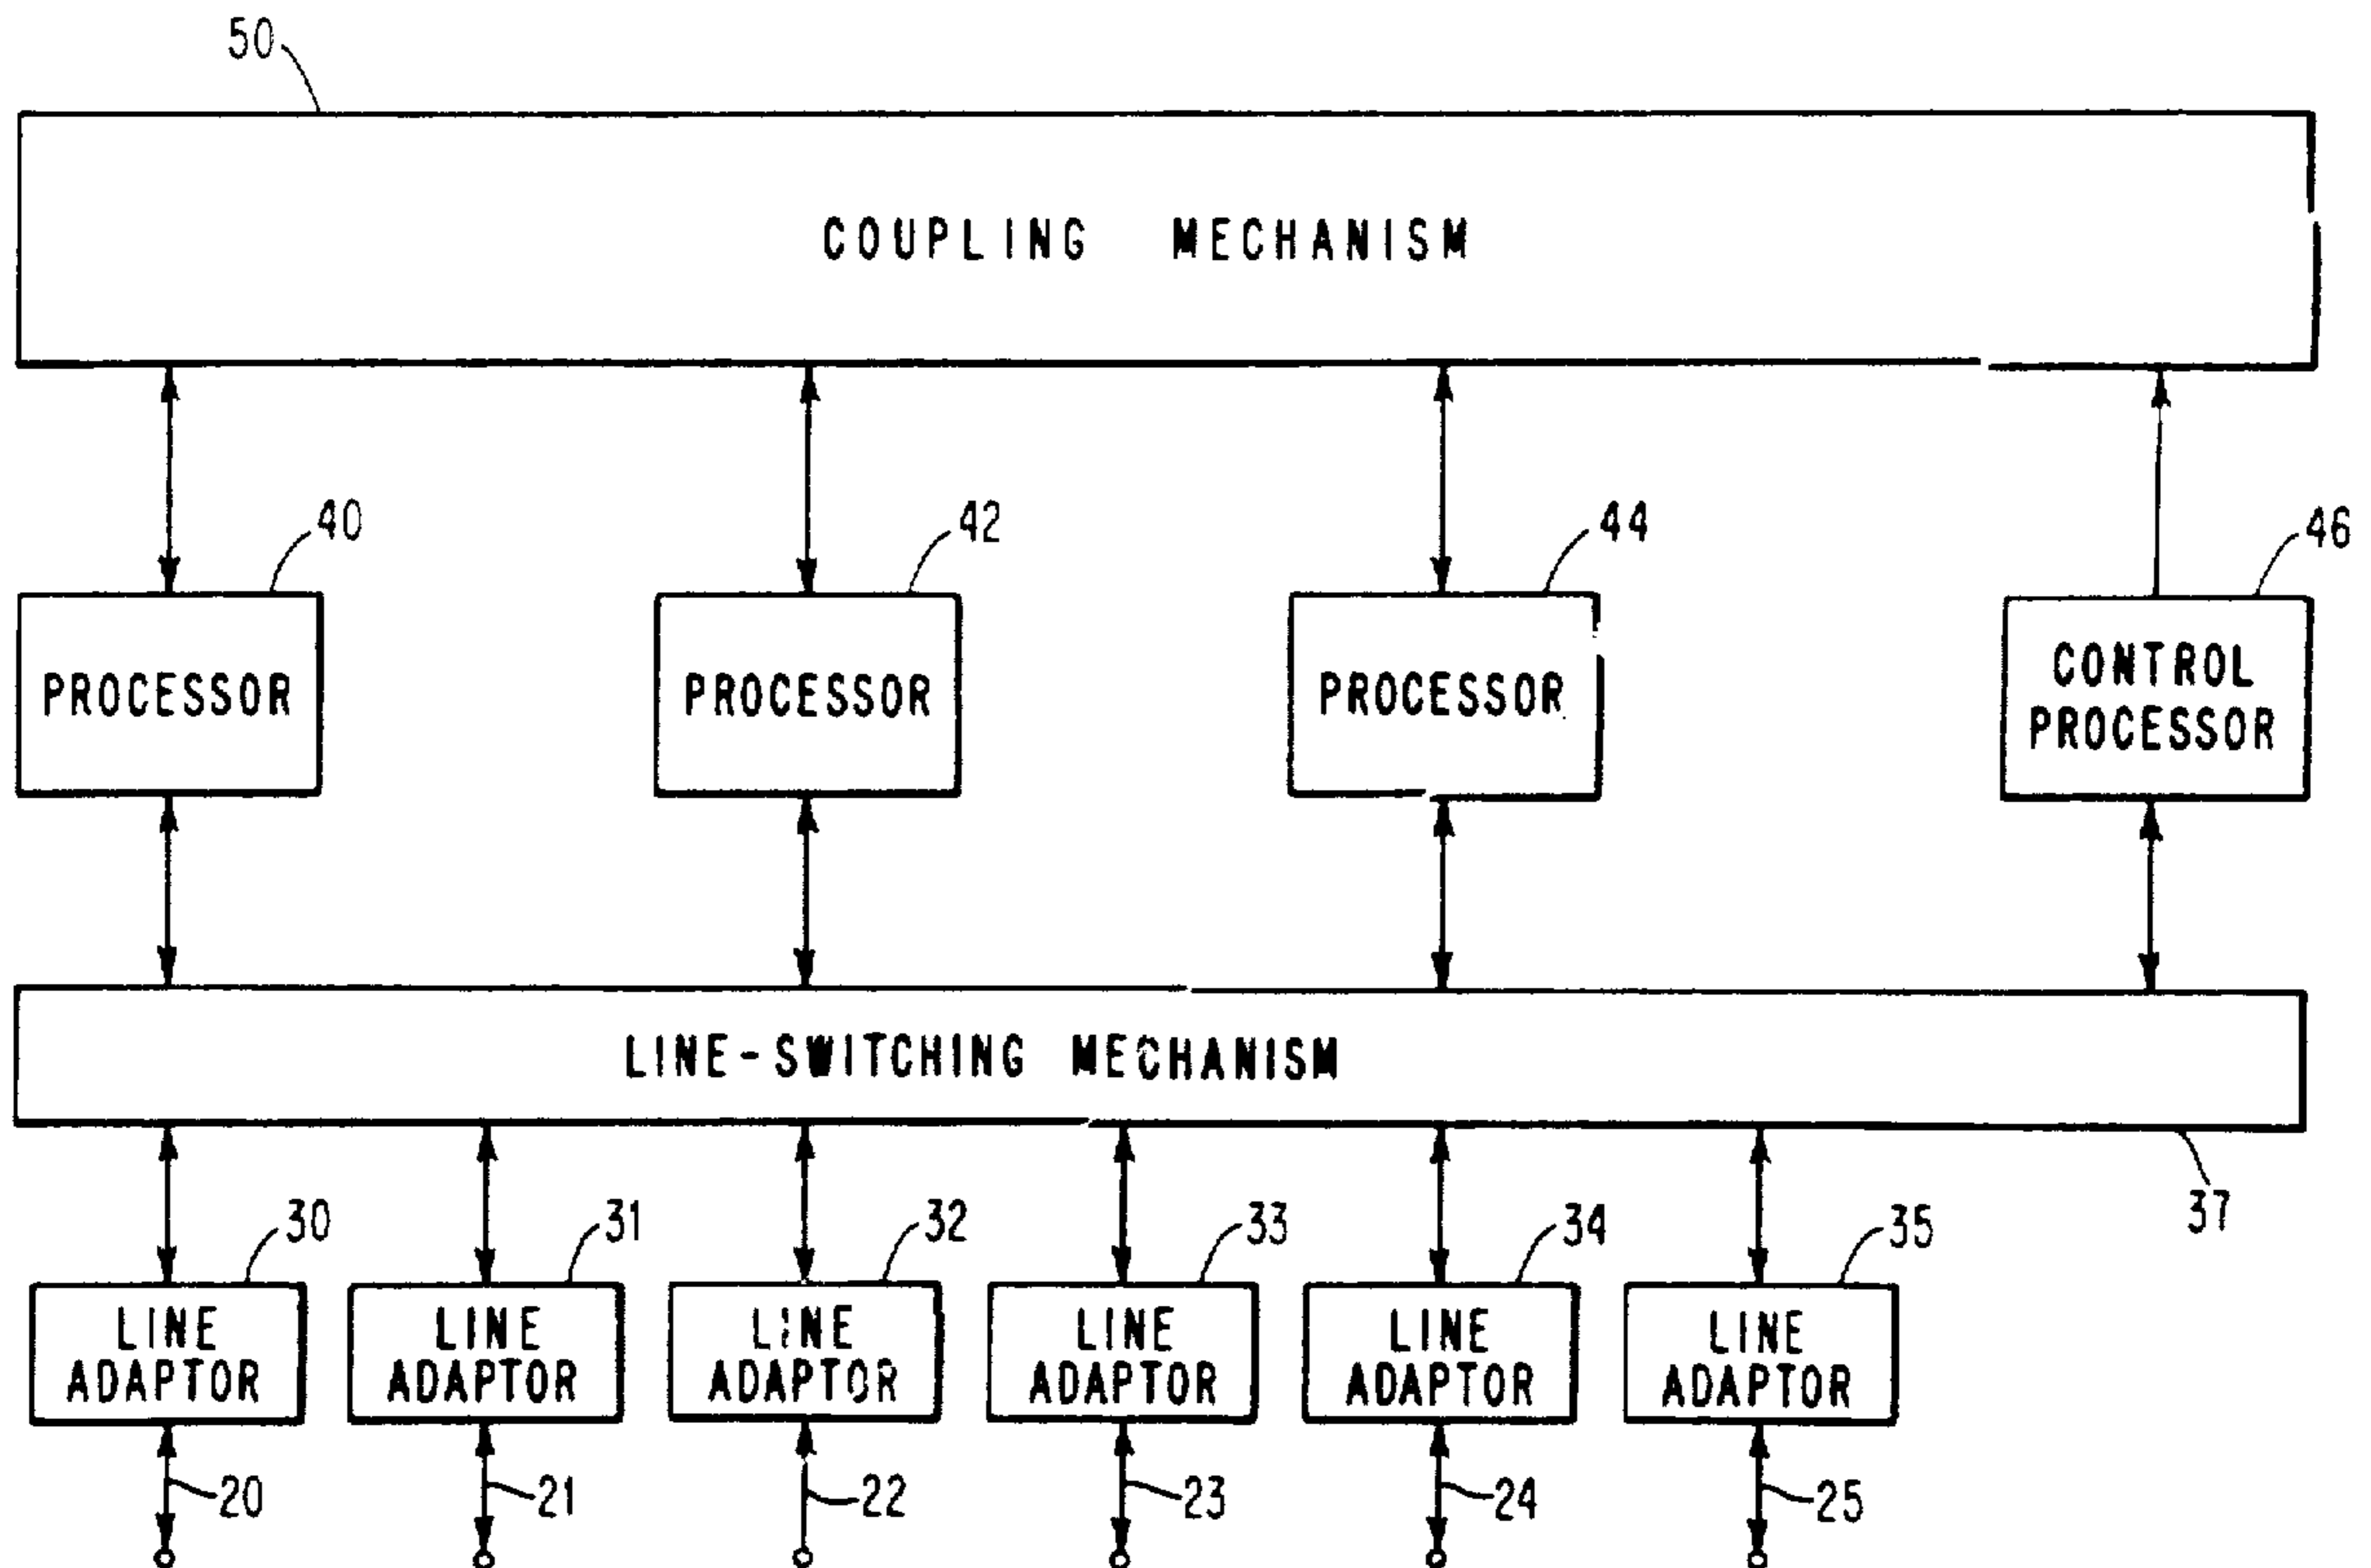 50
COUPLING MECHANISM
40
42
44
46
PROCESSOR
PROCESSOR
PROCESSOR
CONTROL
PROCESSOR
LINE-SWITCHING MECHANISM
37
30
31
32
33
34
35
LINE
ADAPTOR
LINE
ADAPTOR
LINE
ADAPTOR
LINE
ADAPTOR
LINE
ADAPTOR
LINE
ADAPTOR
20
21
22
23
24
25